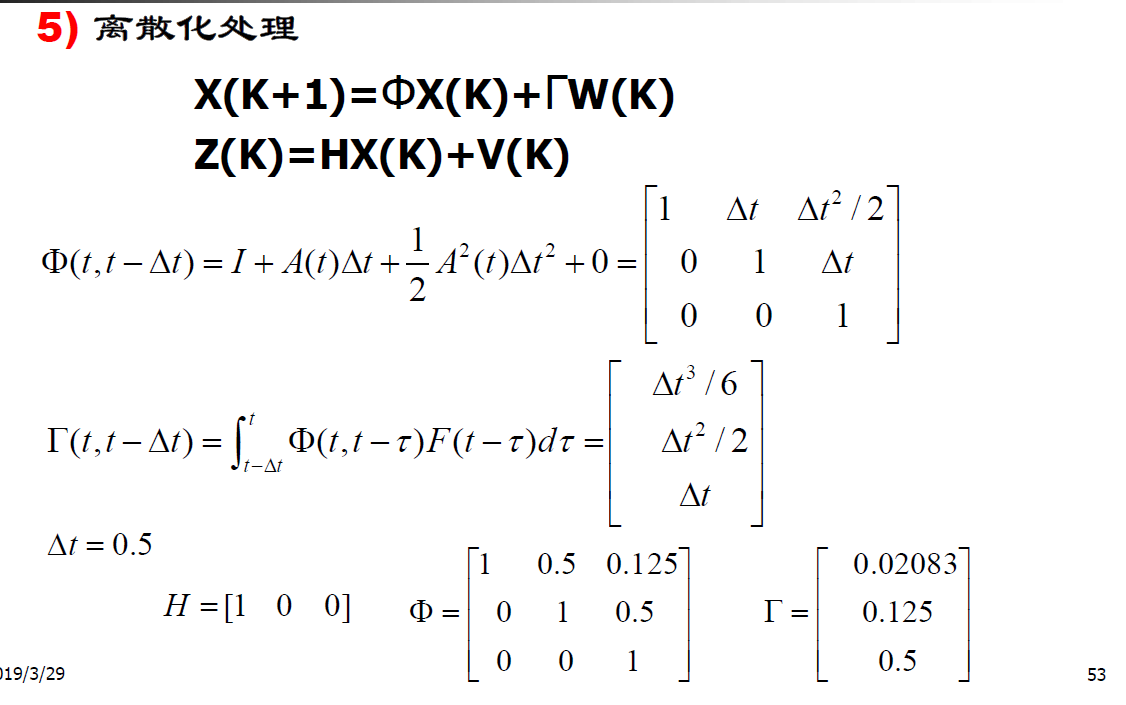 5) 离散化处理
X(K+1)=ΦX(K)+ΓW(K)
Z(K)=HX(K)+V(K)
Φ(t,t−Δt)=I+A(t)Δt+1/2 A²(t)Δt²+0=[1 Δt Δt²/2
0 1 Δt
0 0 1]
Γ(t,t−Δt)=∫_{t−Δt}^{t} Φ(t,t−τ)F(t−τ)dτ=[Δt³/6
Δt²/2
Δt]
Δt=0.5
H=[1 0 0]
Φ=[1 0.5 0.125
0 1 0.5
0 0 1]
Γ=[0.02083
0.125
0.5]
019/3/29
53